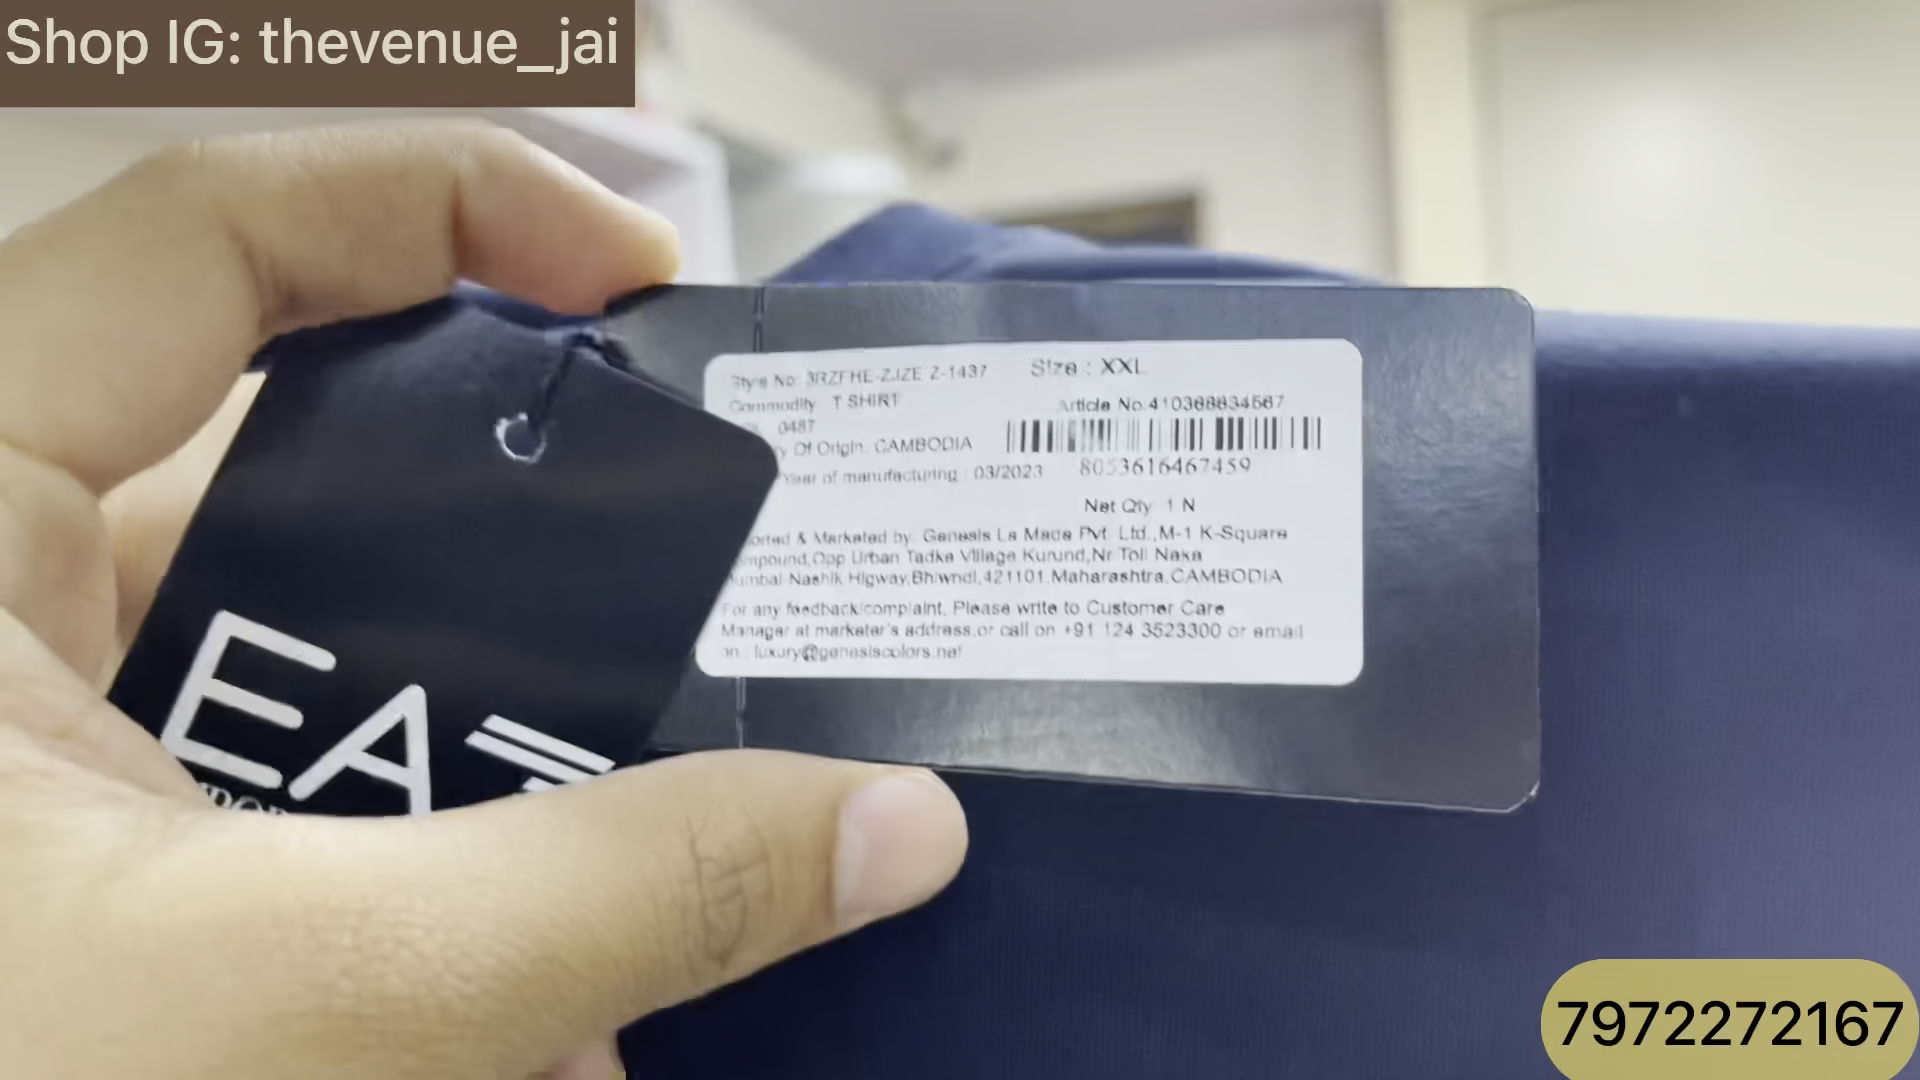 Shop IG: thevenue_jai
Style No: 3RZFHE-ZJZE Z-1437
Size : XXL
Commodity T-SHIRT
Article No:410388834567
0487
Of Origin: CAMBODIA
Year of manufacturing : 03/2023
8053616467459
Net Qty 1 N
& Marketed by: Genesis La Mode Pvt. Ltd.,M-1 K-Square
Opp Urban Tadka Village Kurund,Nr Toll Naka
Nashik Higway,Bhiwndi,421101.Maharashtra,CAMBODIA
For any feedback/complaint, Please write to Customer Care
Manager at marketer's address,or call on +91 124 3523300 or email
on : luxury@genesiscolors.net
EA
7972272167